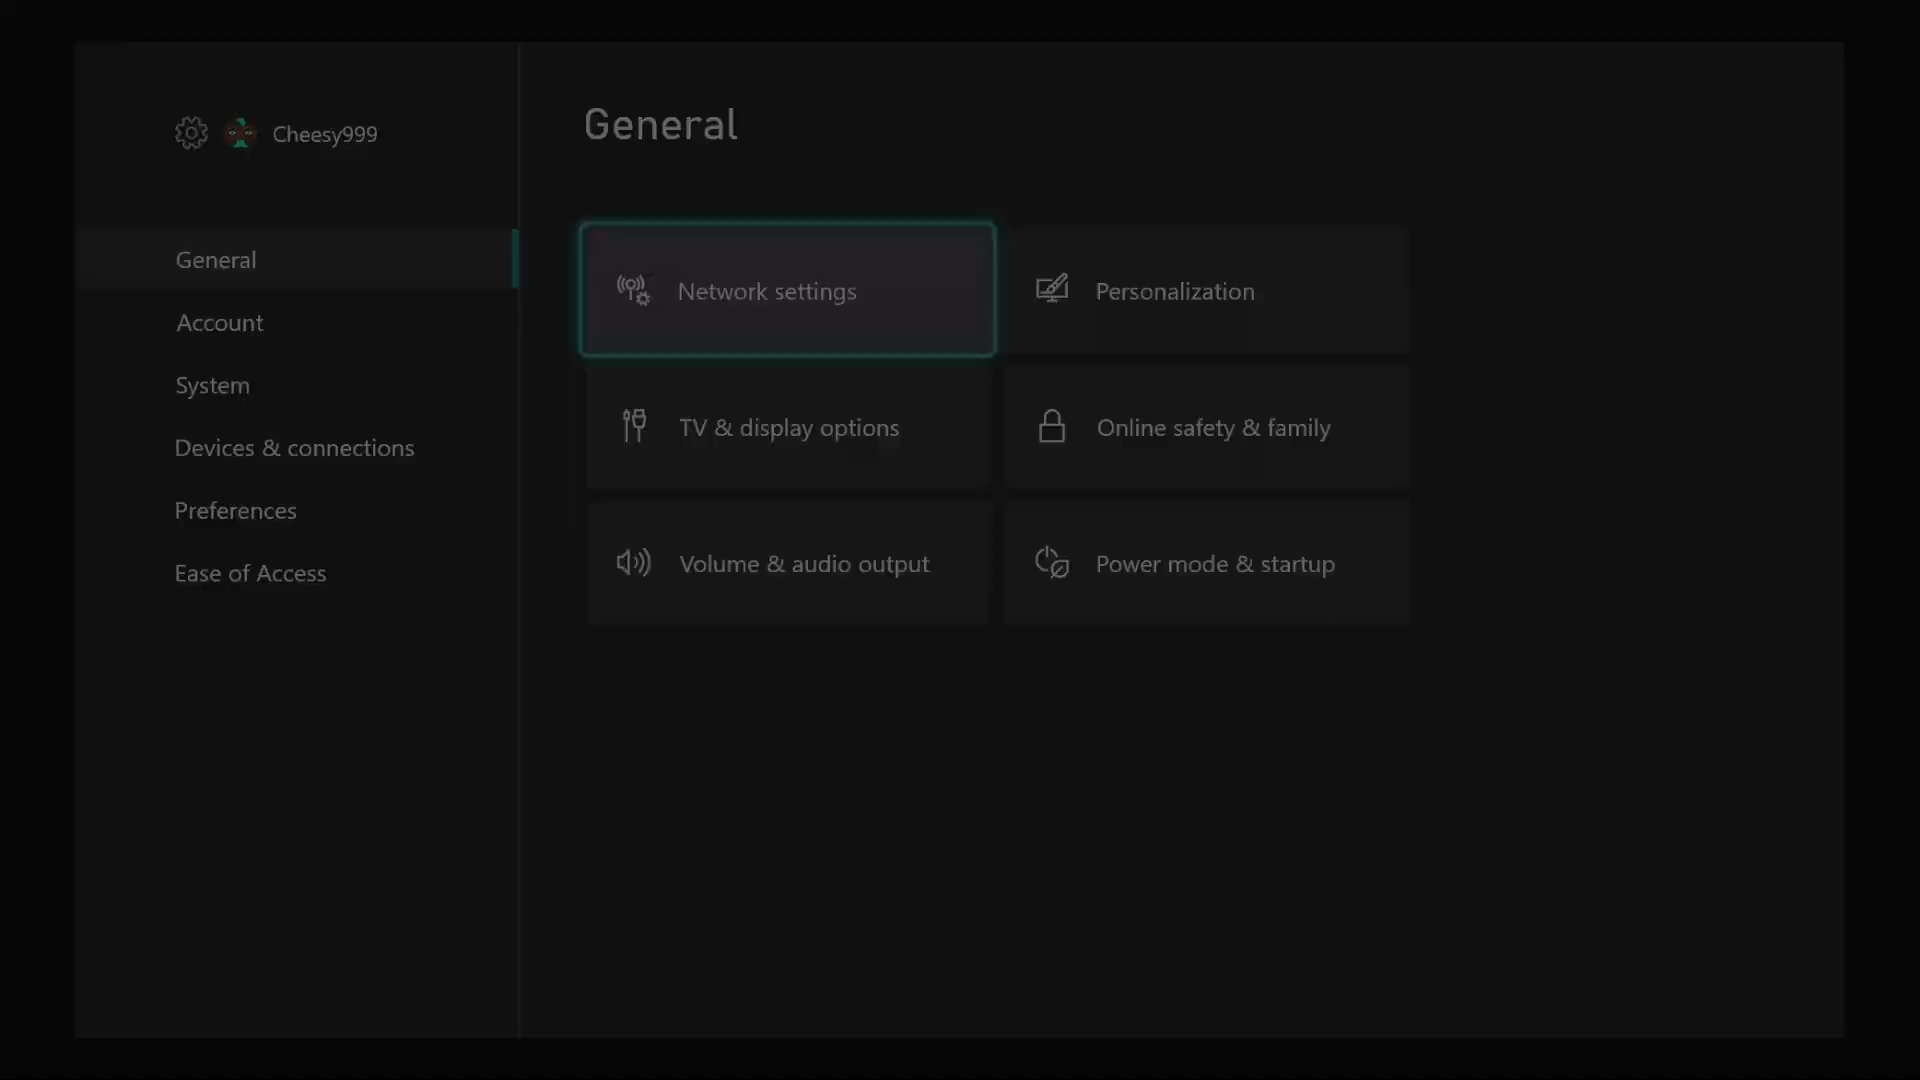 Cheesy999
General
Account
System
Devices & connections
Preferences
Ease of Access
General
Network settings
Personalization
TV & display options
Online safety & family
Volume & audio output
Power mode & startup